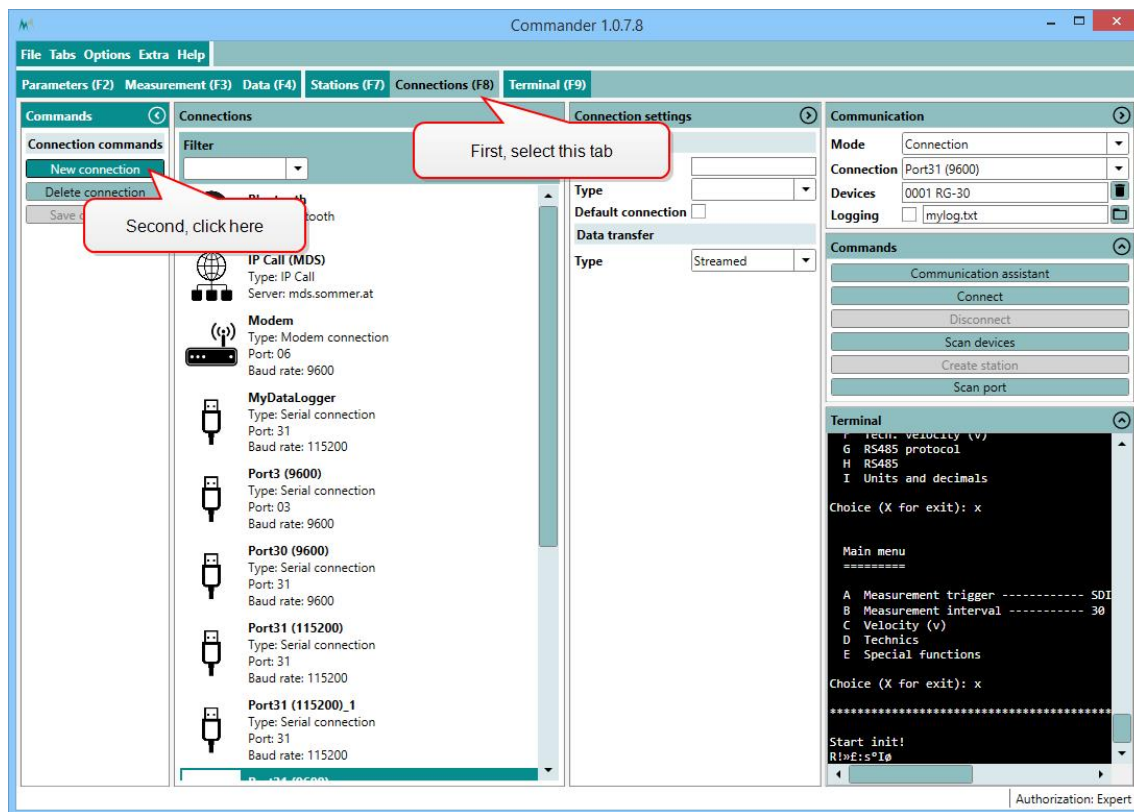 Commander 1.0.7.8
File Tabs Options Extra Help
Parameters (F2) Measurement (F3) Data (F4) Stations (F7) Connections (F8) Terminal (F9)
Commands
Connection commands
New connection
Delete connection
Save
Second, click here
Connections
Filter
First, select this tab
Bluetooth
IP Call (MDS)
Type: IP Call
Server: mds.sommer.at
Modem
Type: Modem connection
Port: 06
Baud rate: 9600
MyDataLogger
Type: Serial connection
Port: 31
Baud rate: 115200
Port3 (9600)
Type: Serial connection
Port: 03
Baud rate: 9600
Port30 (9600)
Type: Serial connection
Port: 31
Baud rate: 9600
Port31 (115200)
Type: Serial connection
Port: 31
Baud rate: 115200
Port31 (115200)_1
Type: Serial connection
Port: 31
Baud rate: 115200
Port31 (9600)
Connection settings
Type
Default connection
Data transfer
Type Streamed
Communication
Mode Connection
Connection Port31 (9600)
Devices 0001 RG-30
Logging mylog.txt
Commands
Communication assistant
Connect
Disconnect
Scan devices
Create station
Scan port
Terminal
F Tech. velocity (v)
G RS485 protocol
H RS485
I Units and decimals
Choice (X for exit): x
Main menu
=========
A Measurement trigger ------------ SDI
B Measurement interval ----------- 30
C Velocity (v)
D Technics
E Special functions
Choice (X for exit): x
*****************************************
Start init!
R!»£:s°Iø
Authorization: Expert